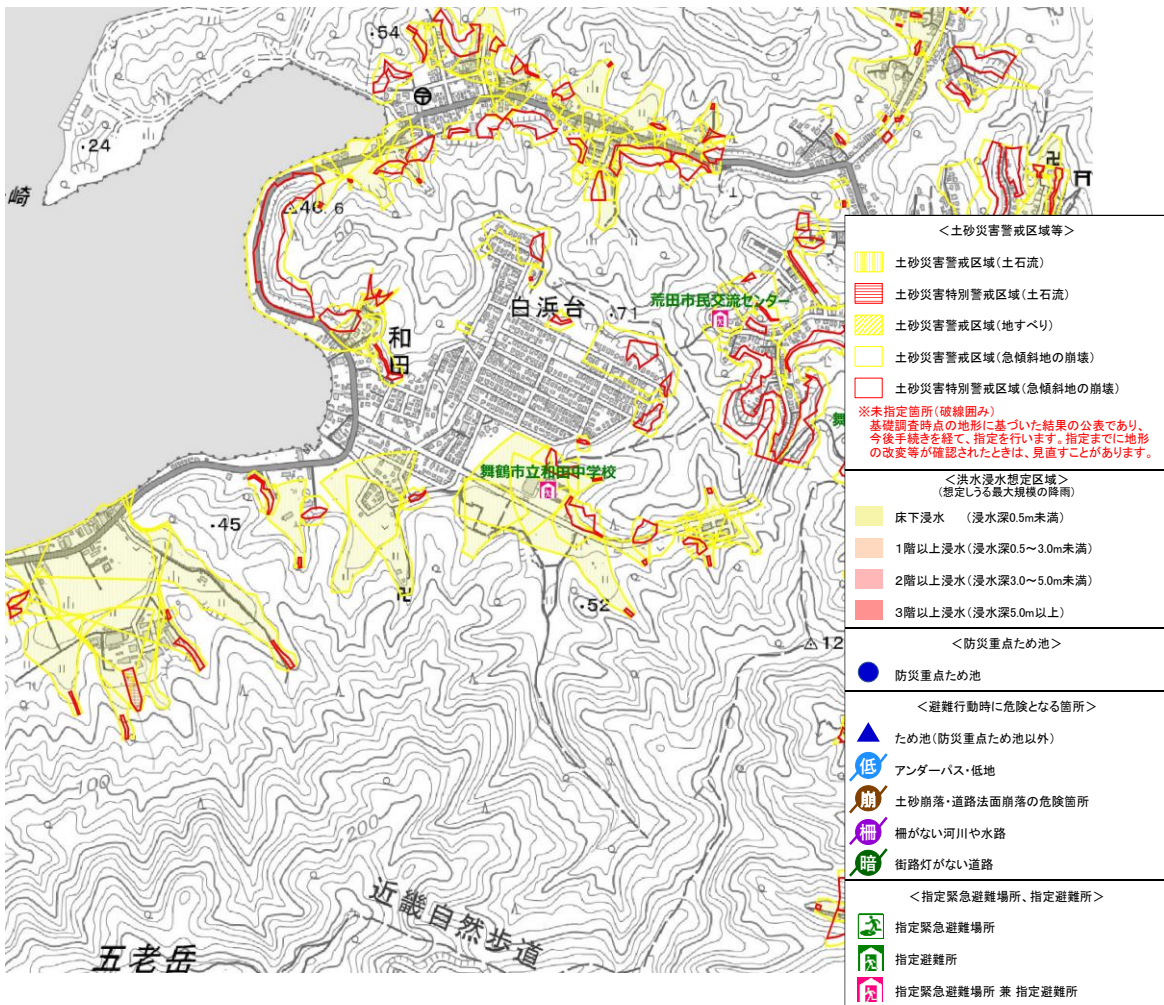 ・54
・24
崎
46.6
白浜台
・71
荒田市民交流センター
和田
舞
舞鶴市立和田中学校
・45
・52
12
100
200
近畿自然歩道
五老岳
＜土砂災害警戒区域等＞
土砂災害警戒区域（土石流）
土砂災害特別警戒区域（土石流）
土砂災害警戒区域（地すべり）
土砂災害警戒区域（急傾斜地の崩壊）
土砂災害特別警戒区域（急傾斜地の崩壊）
※未指定箇所（破線囲み）
基礎調査時点の地形に基づいた結果の公表であり、
今後手続きを経て、指定を行います。指定までに地形
の改変等が確認されたときは、見直すことがあります。
＜洪水浸水想定区域＞
（想定しうる最大規模の降雨）
床下浸水　（浸水深0.5m未満）
1階以上浸水（浸水深0.5～3.0m未満）
2階以上浸水（浸水深3.0～5.0m未満）
3階以上浸水（浸水深5.0m以上）
＜防災重点ため池＞
防災重点ため池
＜避難行動時に危険となる箇所＞
ため池（防災重点ため池以外）
低 アンダーパス・低地
崩 土砂崩落・道路法面崩落の危険箇所
柵 柵がない河川や水路
暗 街路灯がない道路
＜指定緊急避難場所、指定避難所＞
指定緊急避難場所
指定避難所
指定緊急避難場所 兼 指定避難所